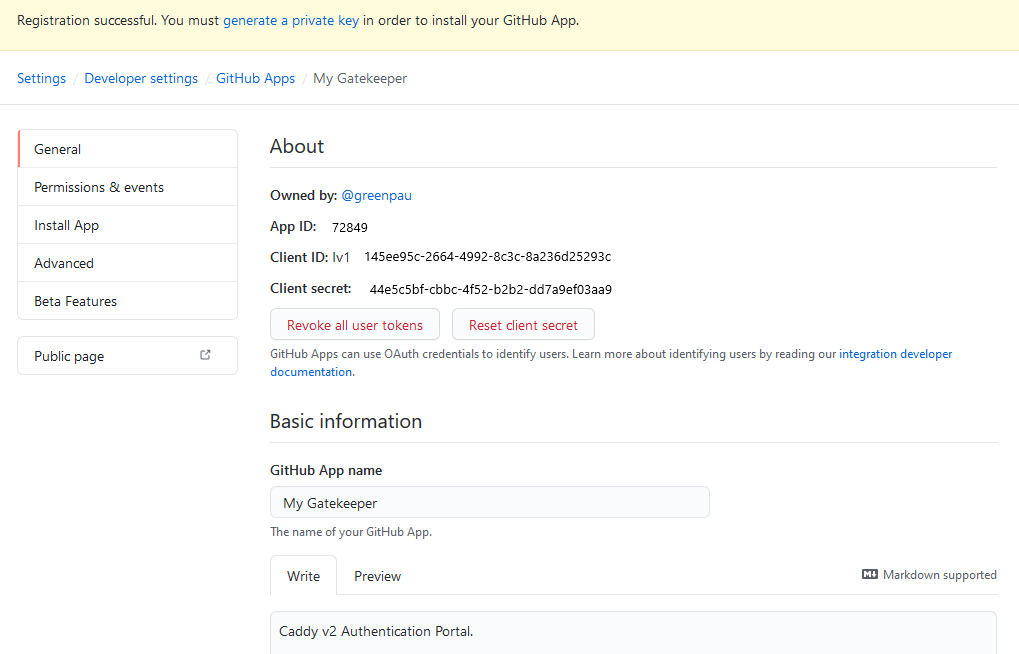 Registration successful. You must generate a private key in order to install your GitHub App.
Settings / Developer settings / GitHub Apps / My Gatekeeper
General
Permissions & events
Install App
Advanced
Beta Features
Public page
About
Owned by: @greenpau
App ID: 72849
Client ID: Iv1 145ee95c-2664-4992-8c3c-8a236d25293c
Client secret: 44e5c5bf-cbbc-4f52-b2b2-dd7a9ef03aa9
Revoke all user tokens Reset client secret
GitHub Apps can use OAuth credentials to identify users. Learn more about identifying users by reading our integration developer
documentation.
Basic information
GitHub App name
My Gatekeeper
The name of your GitHub App.
Write Preview Markdown supported
Caddy v2 Authentication Portal.